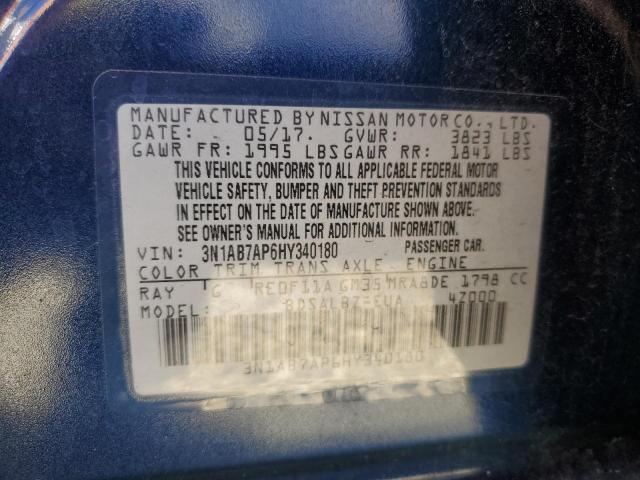 MANUFACTURED BY NISSAN MOTOR CO., LTD.
DATE: 05/17. GVWR: 3823 LBS
GAWR FR: 1995 LBS GAWR RR: 1841 LBS
THIS VEHICLE CONFORMS TO ALL APPLICABLE FEDERAL MOTOR
VEHICLE SAFETY, BUMPER AND THEFT PREVENTION STANDARDS
IN EFFECT ON THE DATE OF MANUFACTURE SHOWN ABOVE.
SEE OWNER'S MANUAL FOR ADDITIONAL INFORMATION.
VIN: 3N1AB7AP6HY340180 PASSENGER CAR.
COLOR TRIM TRANS AXLE ENGINE
RAY G RE0F11A GM35 MRA8DE 1798 CC
MODEL: 4Z000
3N1AB7AP6HY340180